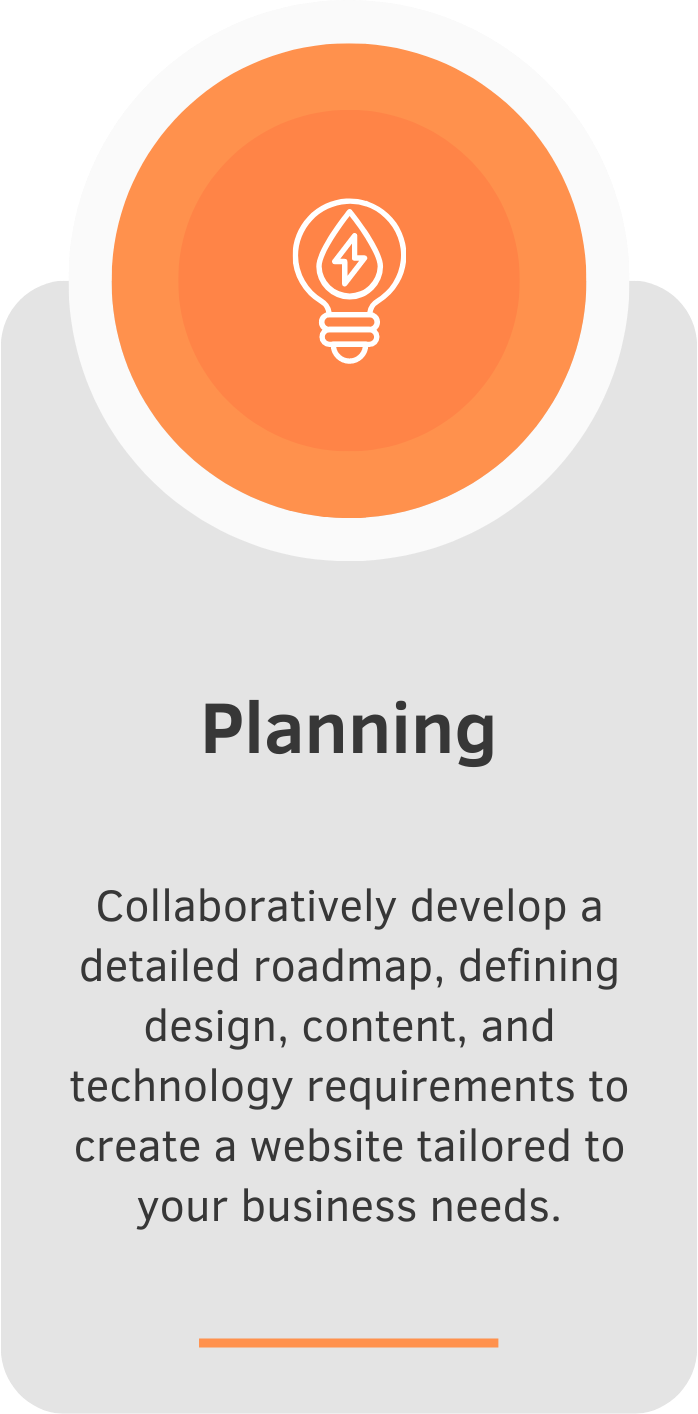 Planning
Collaboratively develop a
detailed roadmap, defining
design, content, and
technology requirements to
create a website tailored to
your business needs.